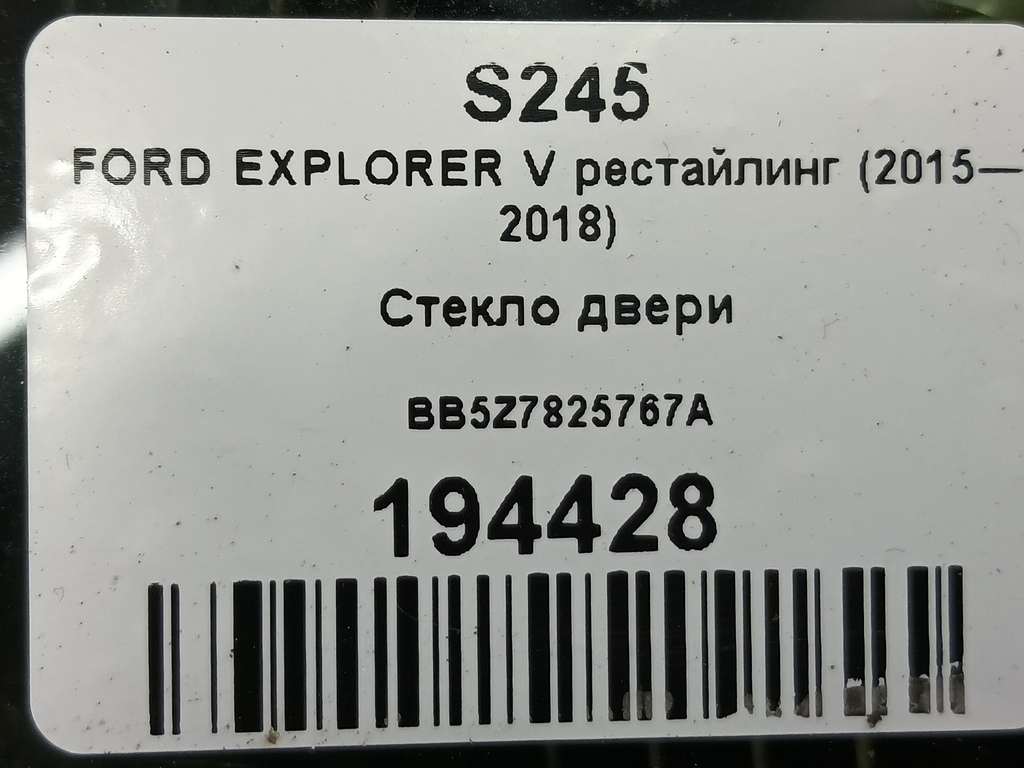 S245
FORD EXPLORER V рестайлинг (2015—
2018)
Стекло двери
BB5Z7825767A
194428